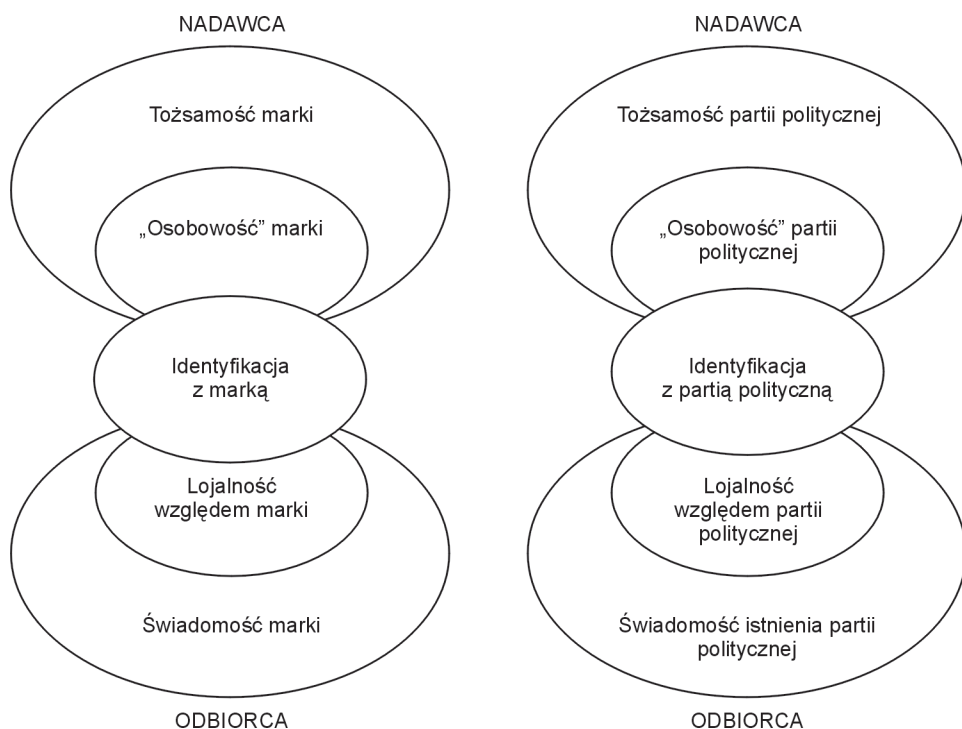 NADAWCA
Tożsamość marki
„Osobowość” marki
Identyfikacja
z marką
Lojalność
względem marki
Świadomość marki
ODBIORCA
NADAWCA
Tożsamość partii politycznej
„Osobowość” partii
politycznej
Identyfikacja
z partią polityczną
Lojalność
względem partii
politycznej
Świadomość istnienia partii
politycznej
ODBIORCA